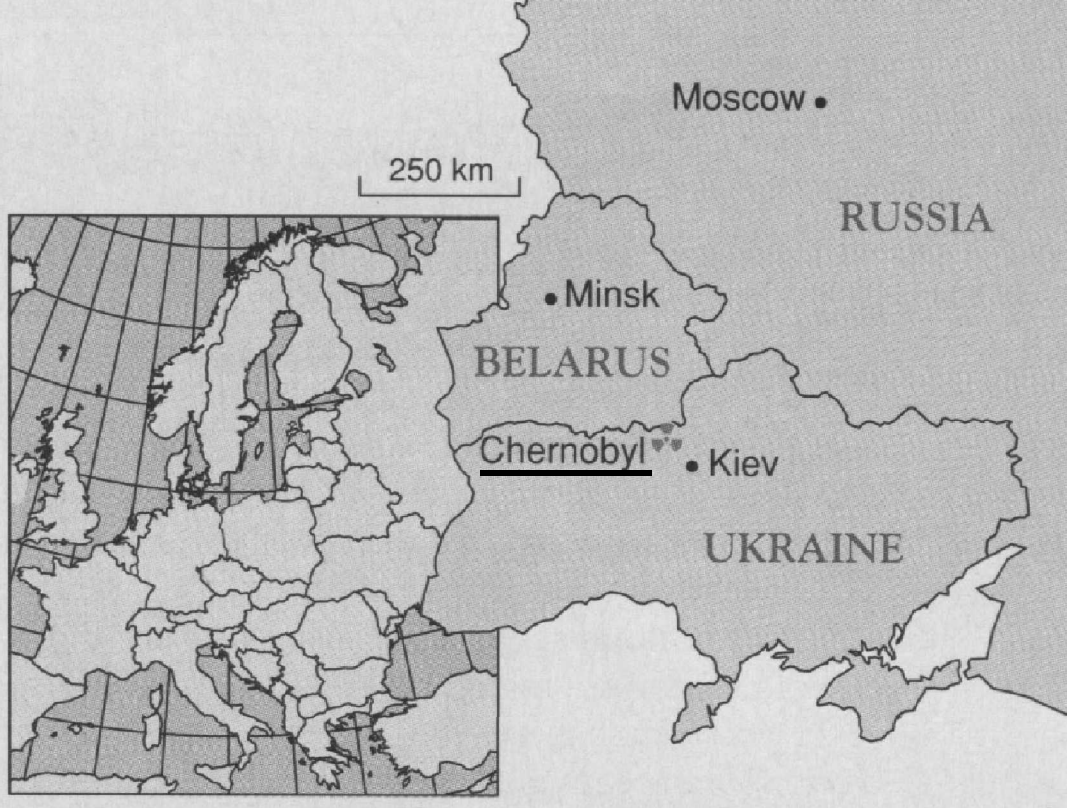 Moscow
250 km
RUSSIA
Minsk
BELARUS
Chernobyl
Kiev
UKRAINE